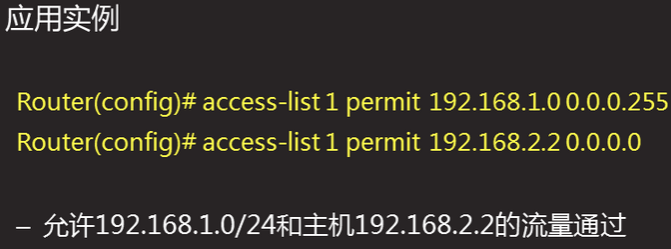 应用实例
Router(config)# access-list 1 permit 192.168.1.0 0.0.0.255
Router(config)# access-list 1 permit 192.168.2.2 0.0.0.0
– 允许192.168.1.0/24和主机192.168.2.2的流量通过